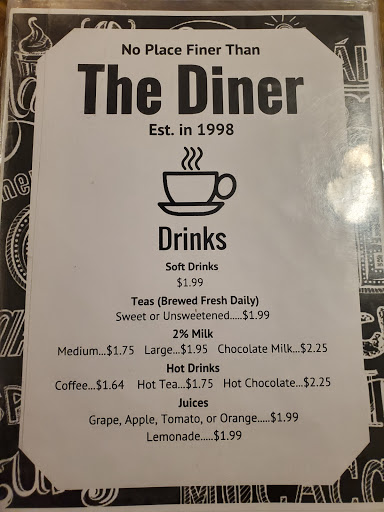 No Place Finer Than
The Diner
Est. in 1998
Drinks
Soft Drinks
$1.99
Teas (Brewed Fresh Daily)
Sweet or Unsweetened.....$1.99
2% Milk
Medium...$1.75 Large...$1.95 Chocolate Milk...$2.25
Hot Drinks
Coffee...$1.64 Hot Tea...$1.75 Hot Chocolate...$2.25
Juices
Grape, Apple, Tomato, or Orange.....$1.99
Lemonade.....$1.99